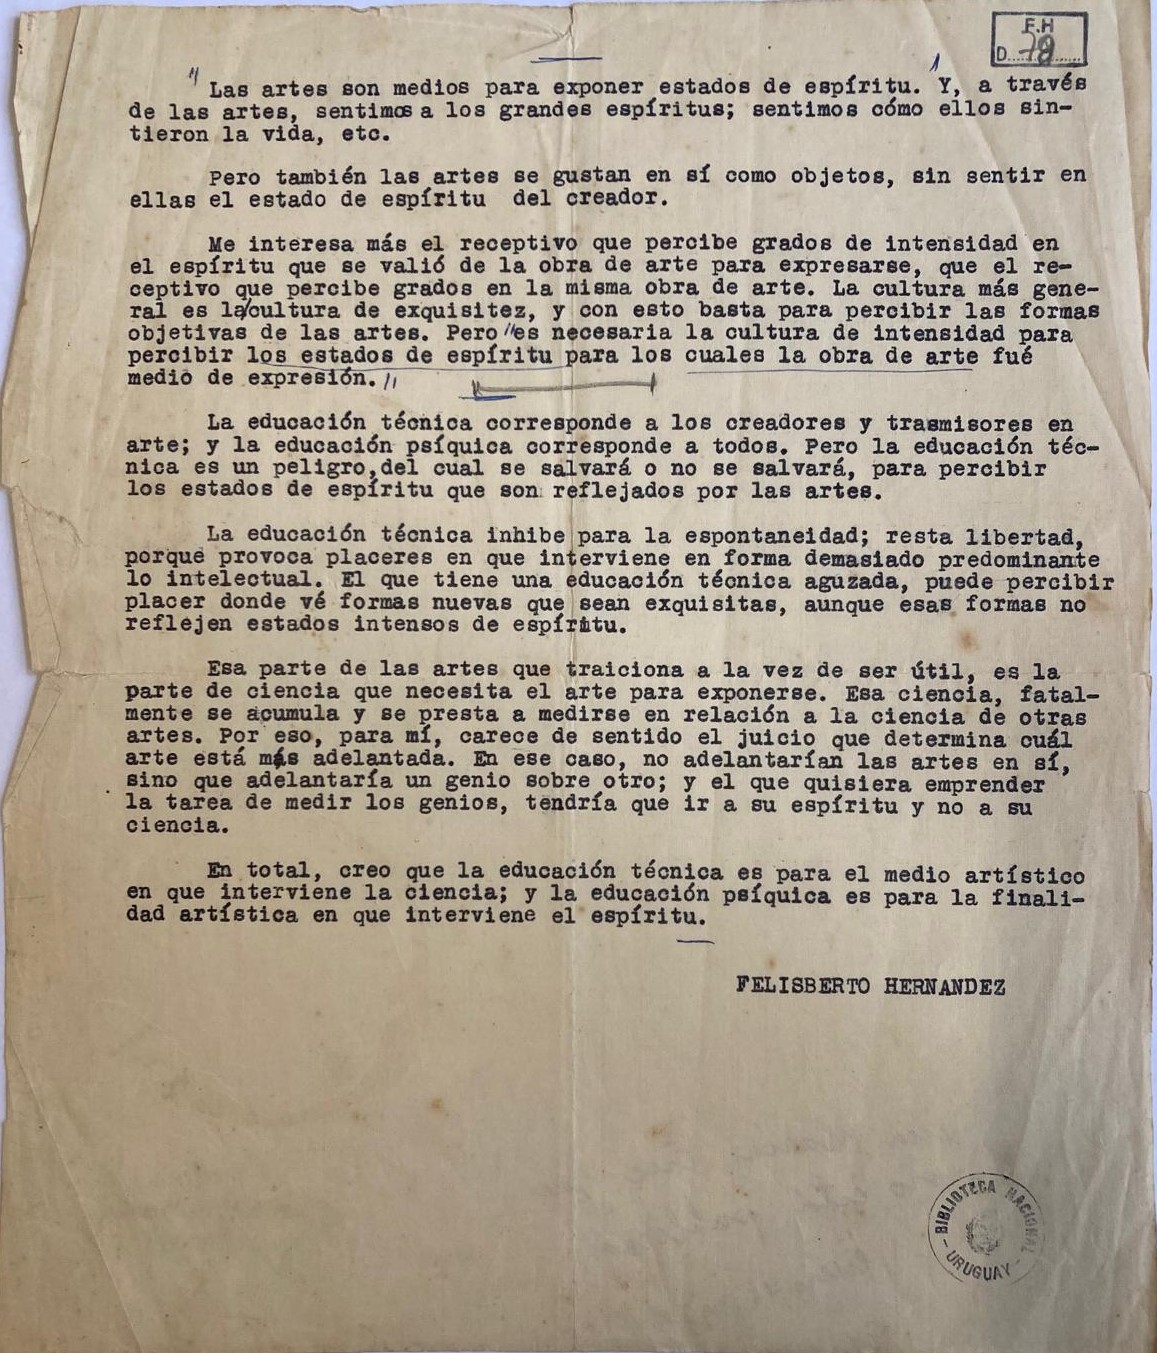 F.H
D.
" Las artes son medios para exponer estados de espíritu. Y, a través
de las artes, sentimos a los grandes espíritus; sentimos cómo ellos sin-
tieron la vida, etc.
Pero también las artes se gustan en sí como objetos, sin sentir en
ellas el estado de espíritu del creador.
Me interesa más el receptivo que percibe grados de intensidad en
el espíritu que se valió de la obra de arte para expresarse, que el re-
ceptivo que percibe grados en la misma obra de arte. La cultura más gene-
ral es la/cultura de exquisitez, y con esto basta para percibir las formas
objetivas de las artes. Pero "es necesaria la cultura de intensidad para
percibir los estados de espíritu para los cuales la obra de arte fué
medio de expresión."
La educación técnica corresponde a los creadores y trasmisores en
arte; y la educación psíquica corresponde a todos. Pero la educación téc-
nica es un peligro, del cual se salvará o no se salvará, para percibir
los estados de espíritu que son reflejados por las artes.
La educación técnica inhibe para la espontaneidad; resta libertad,
porque provoca placeres en que interviene en forma demasiado predominante
lo intelectual. El que tiene una educación técnica aguzada, puede percibir
placer donde vé formas nuevas que sean exquisitas, aunque esas formas no
reflejen estados intensos de espíritu.
Esa parte de las artes que traiciona a la vez de ser útil, es la
parte de ciencia que necesita el arte para exponerse. Esa ciencia, fatal-
mente se acumula y se presta a medirse en relación a la ciencia de otras
artes. Por eso, para mí, carece de sentido el juicio que determina cuál
arte está más adelantada. En ese caso, no adelantarían las artes en sí,
sino que adelantaría un genio sobre otro; y el que quisiera emprender
la tarea de medir los genios, tendría que ir a su espíritu y no a su
ciencia.
En total, creo que la educación técnica es para el medio artístico
en que interviene la ciencia; y la educación psíquica es para la finali-
dad artística en que interviene el espíritu.
FELISBERTO HERNANDEZ
BIBLIOTECA NACIONAL
- URUGUAY -